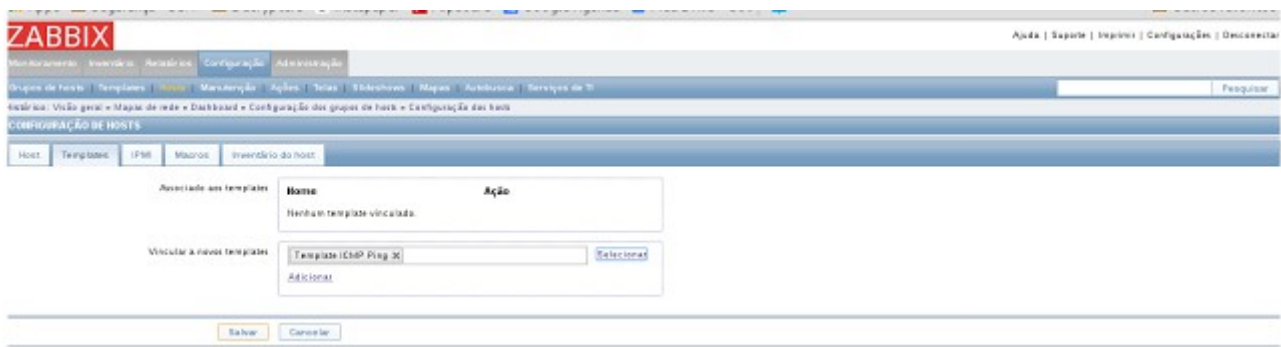 ZABBIX
Ajuda | Suporte | Imprimir | Configurações | Desconectar
Monitoramento Inventário Relatórios Configuração Administração
Grupos de hosts | Templates | Hosts | Manutenção | Ações | Telas | Slideshows | Mapas | Autobusca | Serviços de TI
Pesquisar
Histórico: Visão geral » Mapas de rede » Dashboard » Configuração dos grupos de hosts » Configuração dos hosts
CONFIGURAÇÃO DE HOSTS
Host Templates IPMI Macros Inventário do host
Associado aos templates
Nome Ação
Nenhum template vinculado.
Vincular a novos templates
Template ICMP Ping Selecionar
Adicionar
Salvar Cancelar